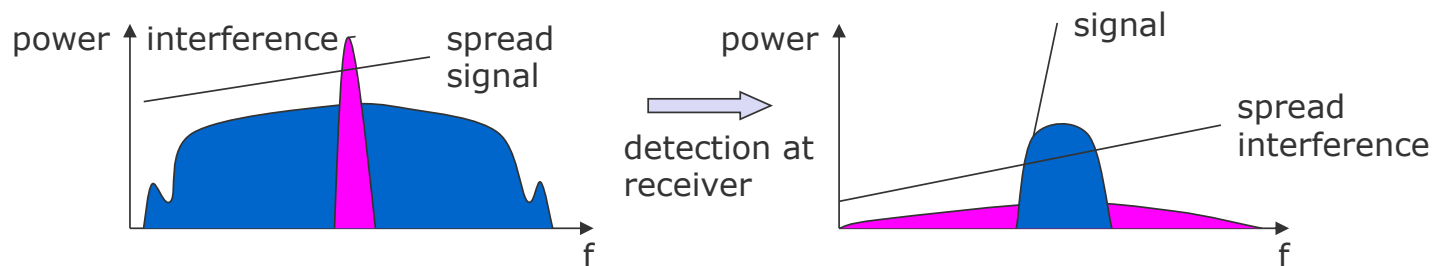 power
interference
spread
signal
f
detection at
receiver
power
signal
spread
interference
f